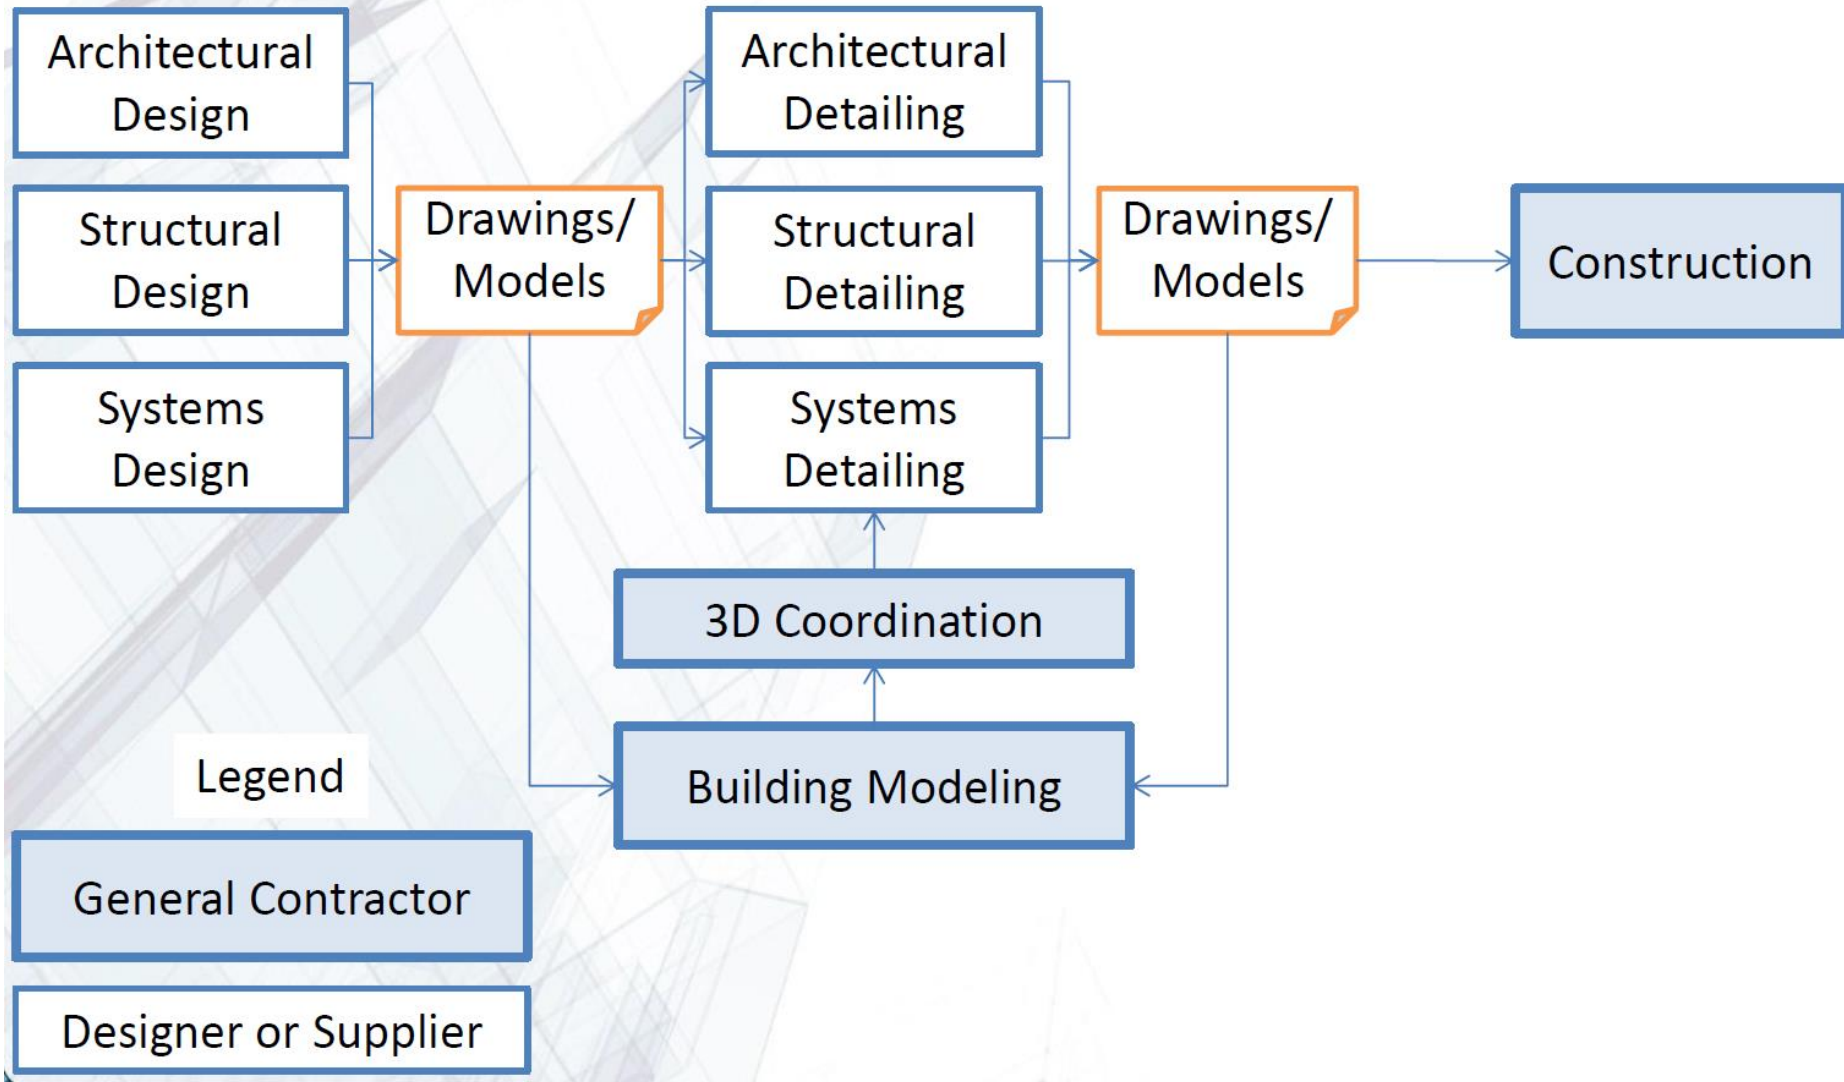 Architectural
Design
Structural
Design
Systems
Design
Drawings/
Models
Architectural
Detailing
Structural
Detailing
Systems
Detailing
Drawings/
Models
Construction
3D Coordination
Building Modeling
Legend
General Contractor
Designer or Supplier